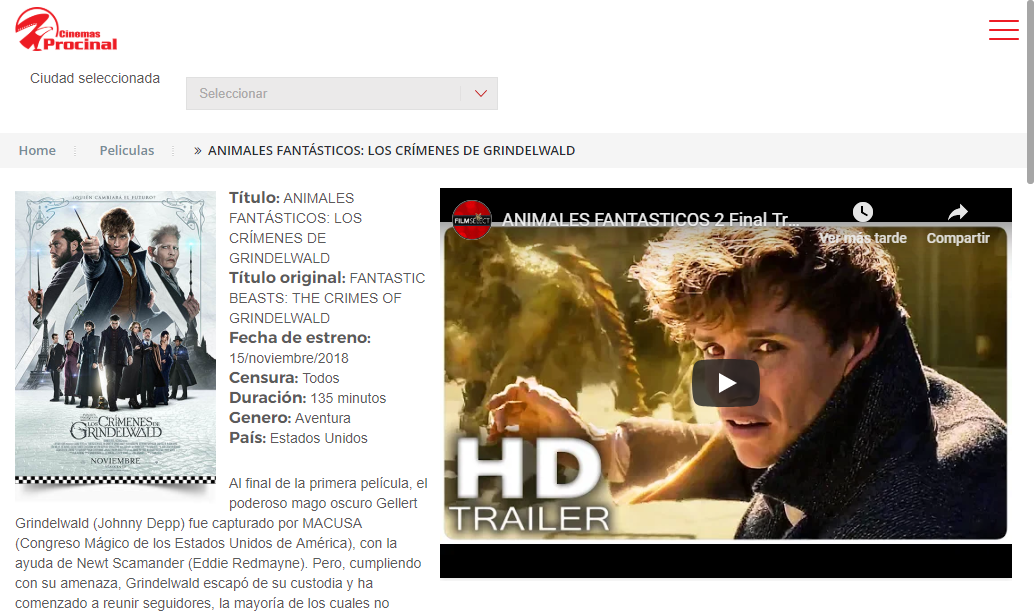 Cinemas
Procinal
Ciudad seleccionada
Seleccionar
Home
Peliculas
» ANIMALES FANTÁSTICOS: LOS CRÍMENES DE GRINDELWALD
¿QUIÉN CAMBIARÁ EL FUTURO?
LOS CRÍMENES DE
GRINDELWALD
NOVIEMBRE
Título: ANIMALES
FANTÁSTICOS: LOS
CRÍMENES DE
GRINDELWALD
Título original: FANTASTIC
BEASTS: THE CRIMES OF
GRINDELWALD
Fecha de estreno:
15/noviembre/2018
Censura: Todos
Duración: 135 minutos
Genero: Aventura
País: Estados Unidos
Al final de la primera película, el
poderoso mago oscuro Gellert
Grindelwald (Johnny Depp) fue capturado por MACUSA
(Congreso Mágico de los Estados Unidos de América), con la
ayuda de Newt Scamander (Eddie Redmayne). Pero, cumpliendo
con su amenaza, Grindelwald escapó de su custodia y ha
comenzado a reunir seguidores, la mayoría de los cuales no
FILMSELECT
ANIMALES FANTASTICOS 2 Final Tr...
Ver más tarde
Compartir
HD
TRAILER